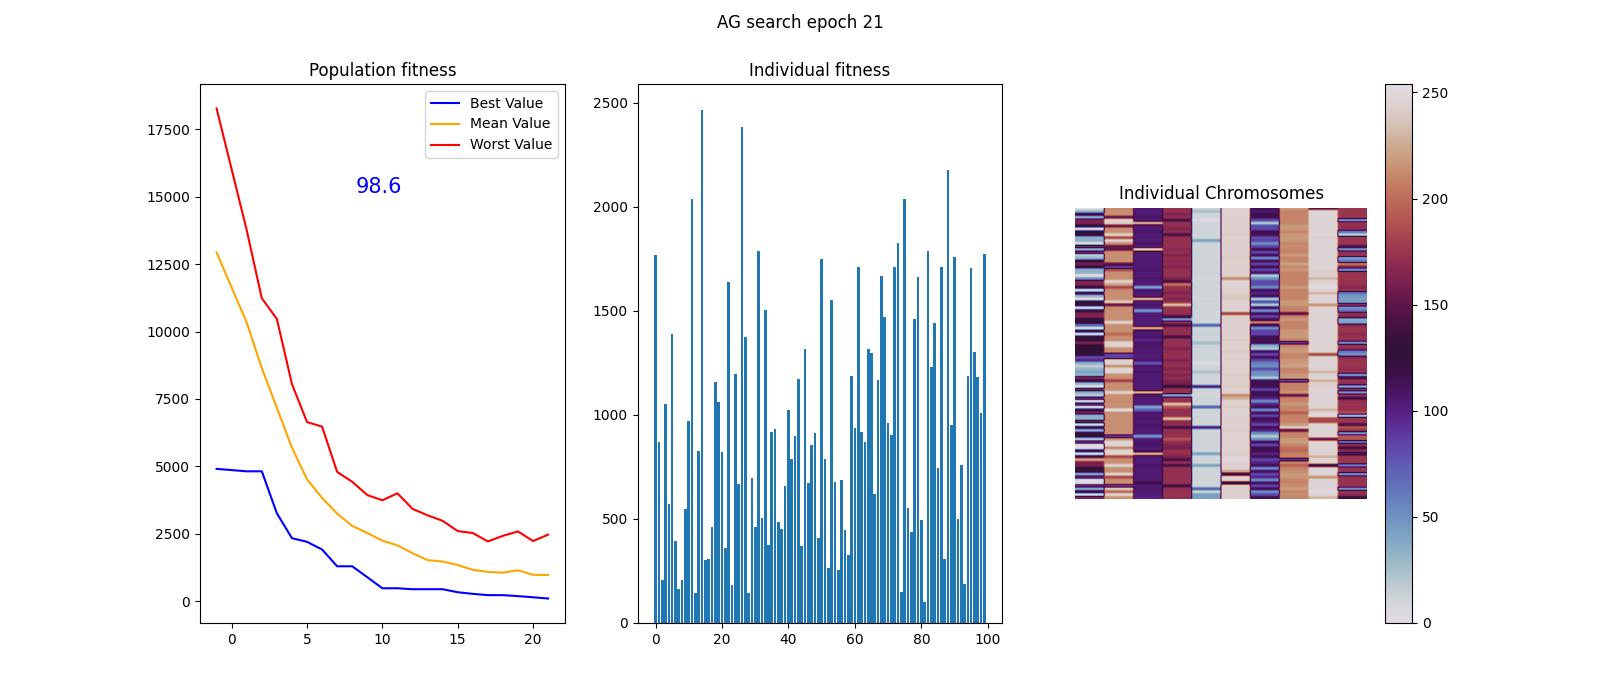 AG search epoch 21
Population fitness
Best Value
Mean Value
Worst Value
98.6
17500
15000
12500
10000
7500
5000
2500
0
0 5 10 15 20
Individual fitness
2500
2000
1500
1000
500
0
0 20 40 60 80 100
Individual Chromosomes
250
200
150
100
50
0